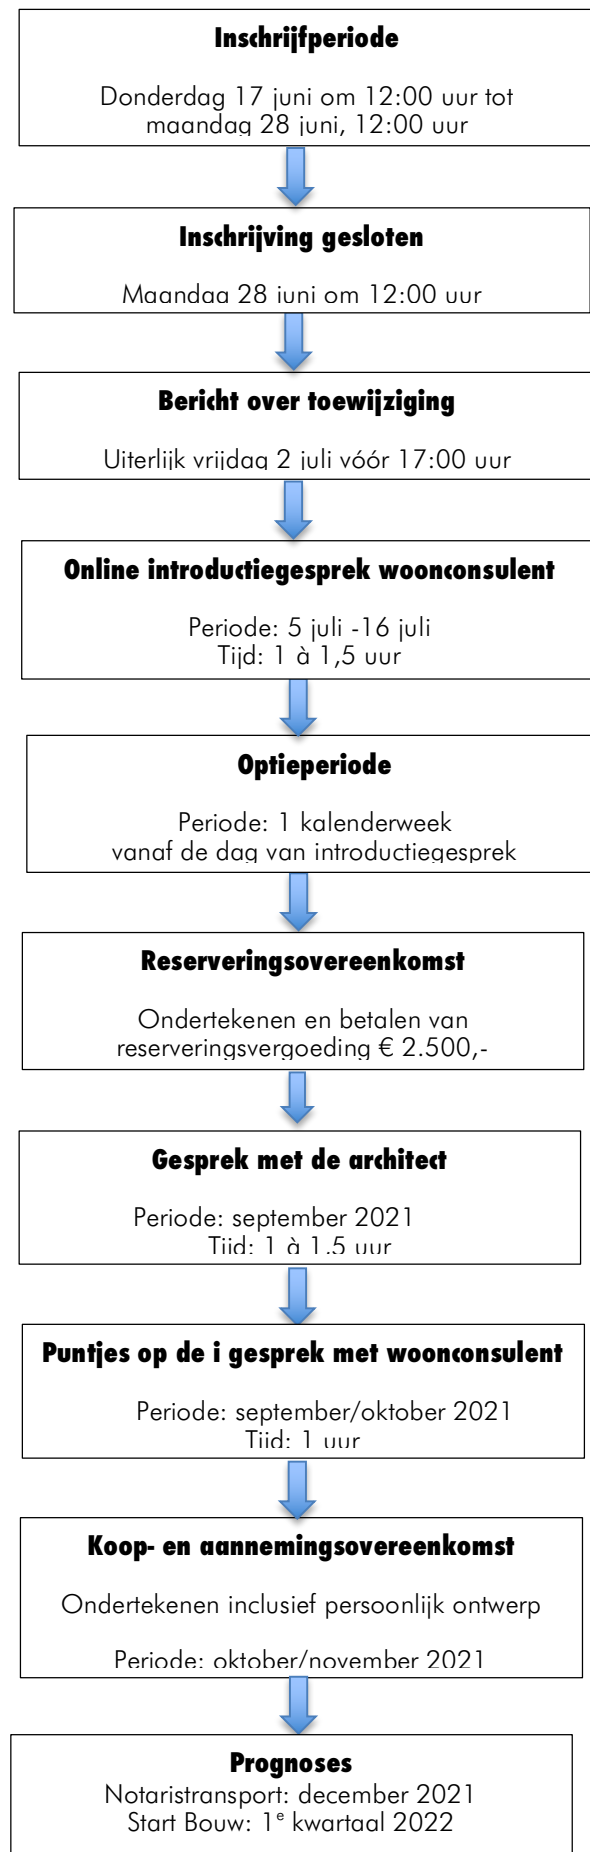 Inschrijfperiode
Donderdag 17 juni om 12:00 uur tot
maandag 28 juni, 12:00 uur
Inschrijving gesloten
Maandag 28 juni om 12:00 uur
Bericht over toewijziging
Uiterlijk vrijdag 2 juli vóór 17:00 uur
Online introductiegesprek woonconsulent
Periode: 5 juli -16 juli
Tijd: 1 à 1,5 uur
Optieperiode
Periode: 1 kalenderweek
vanaf de dag van introductiegesprek
Reserveringsovereenkomst
Ondertekenen en betalen van
reserveringsvergoeding € 2.500,-
Gesprek met de architect
Periode: september 2021
Tijd: 1 à 1,5 uur
Puntjes op de i gesprek met woonconsulent
Periode: september/oktober 2021
Tijd: 1 uur
Koop- en aannemingsovereenkomst
Ondertekenen inclusief persoonlijk ontwerp
Periode: oktober/november 2021
Prognoses
Notaristransport: december 2021
Start Bouw: 1e kwartaal 2022